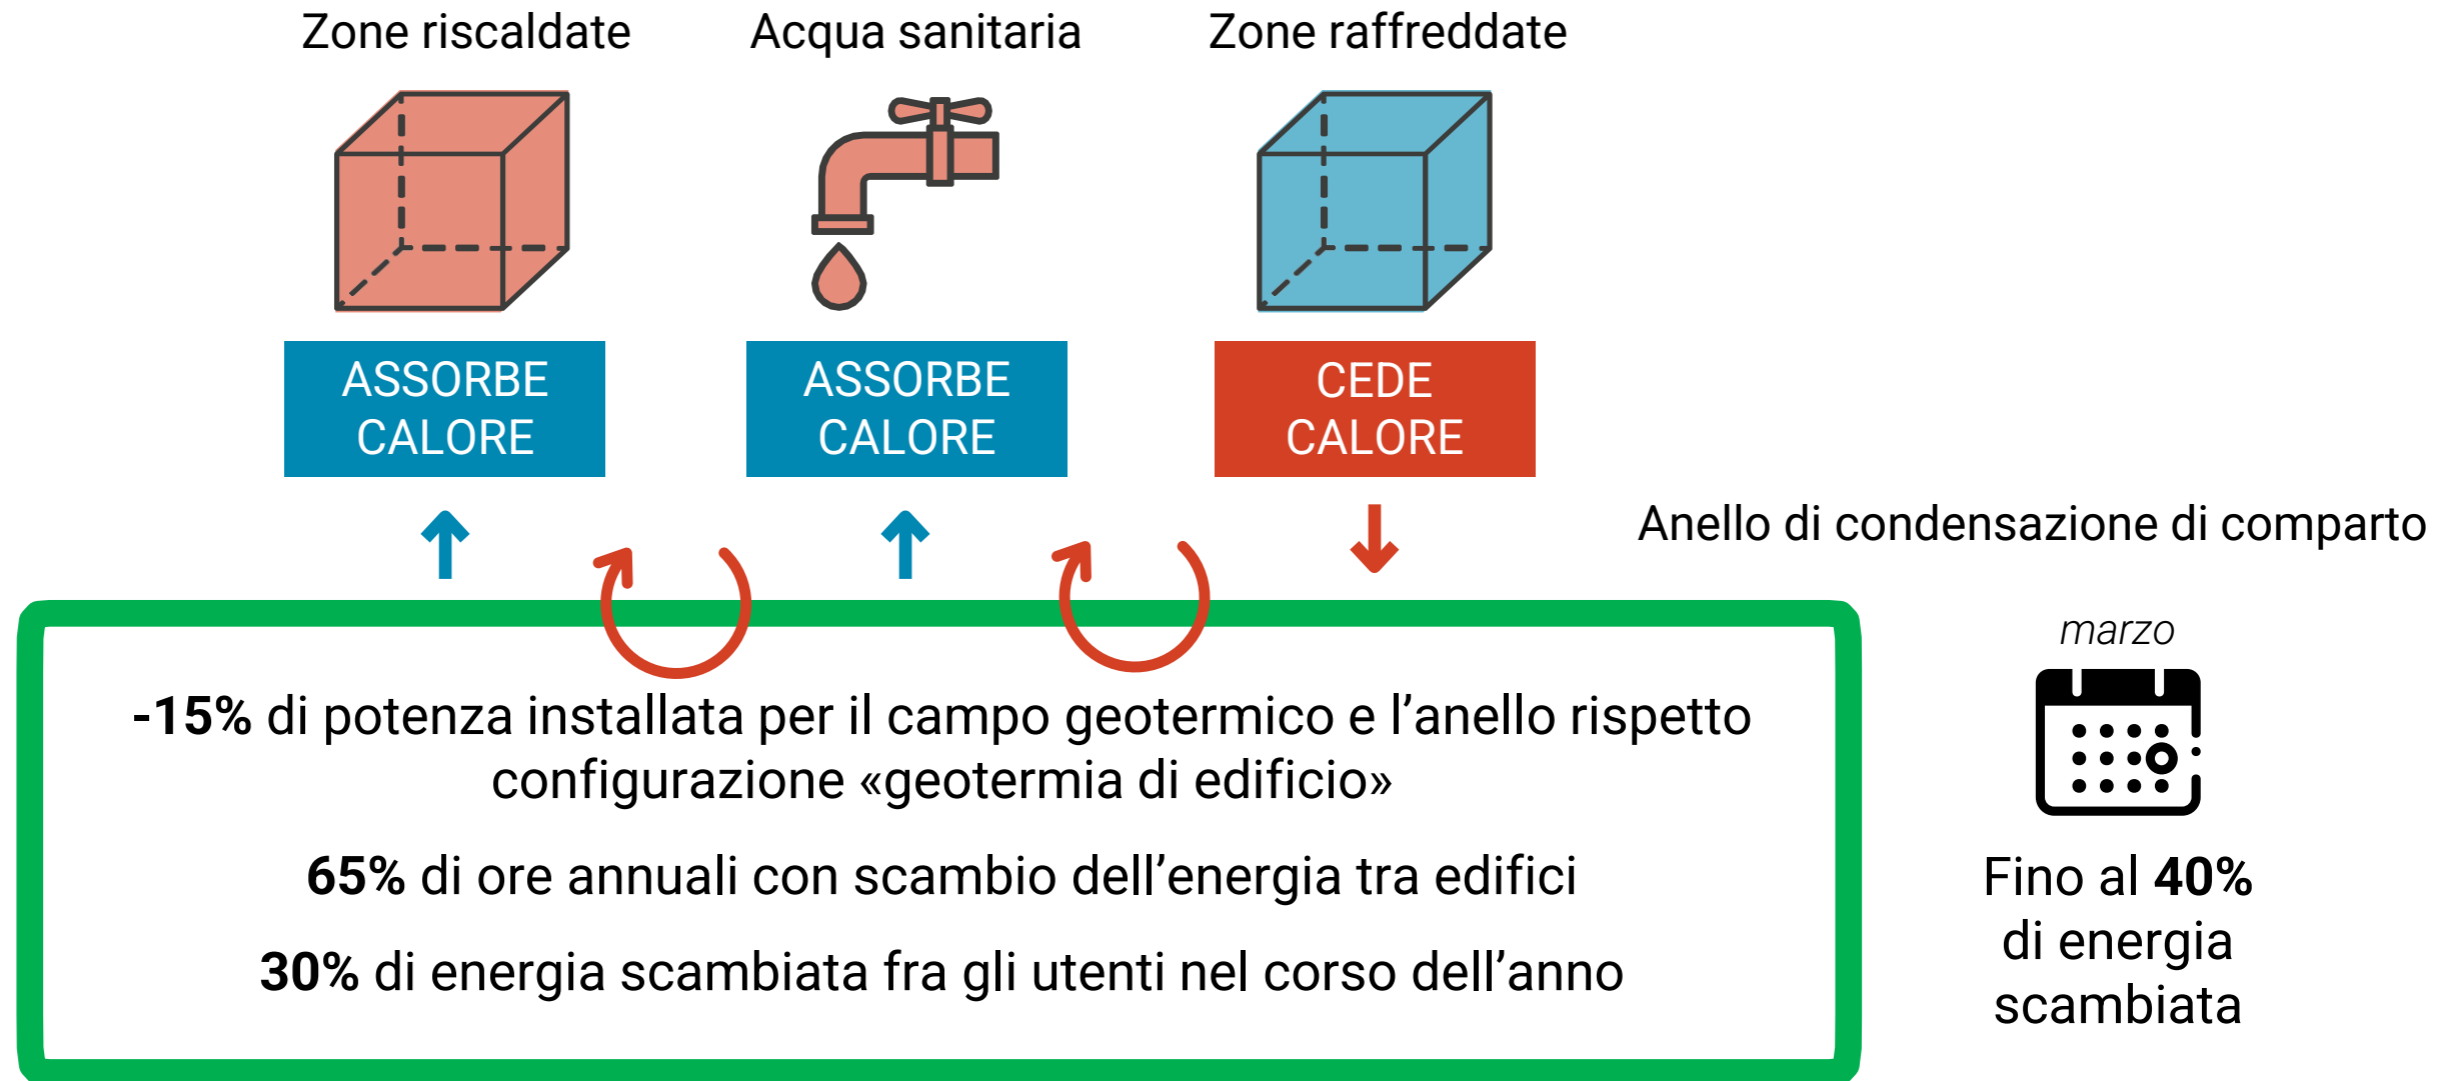 Zone riscaldate
Acqua sanitaria
Zone raffreddate
ASSORBE
CALORE
ASSORBE
CALORE
CEDE
CALORE
Anello di condensazione di comparto
-15% di potenza installata per il campo geotermico e l’anello rispetto
configurazione «geotermia di edificio»
65% di ore annuali con scambio dell’energia tra edifici
30% di energia scambiata fra gli utenti nel corso dell’anno
marzo
Fino al 40%
di energia
scambiata